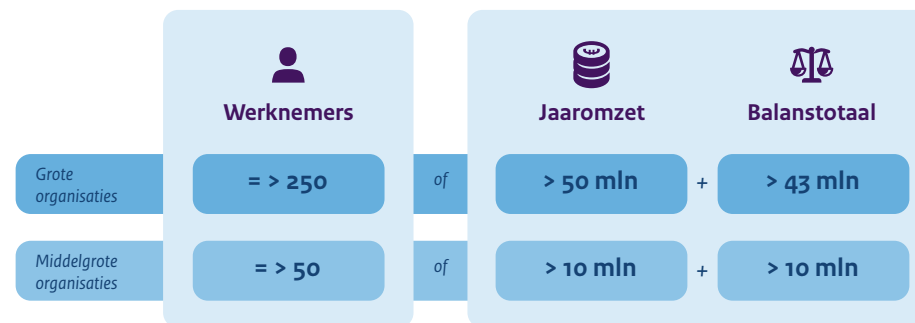 Werknemers
Jaaromzet
Balanstotaal
Grote
organisaties
= > 250
of
> 50 mln
+
> 43 mln
Middelgrote
organisaties
= > 50
of
> 10 mln
+
> 10 mln